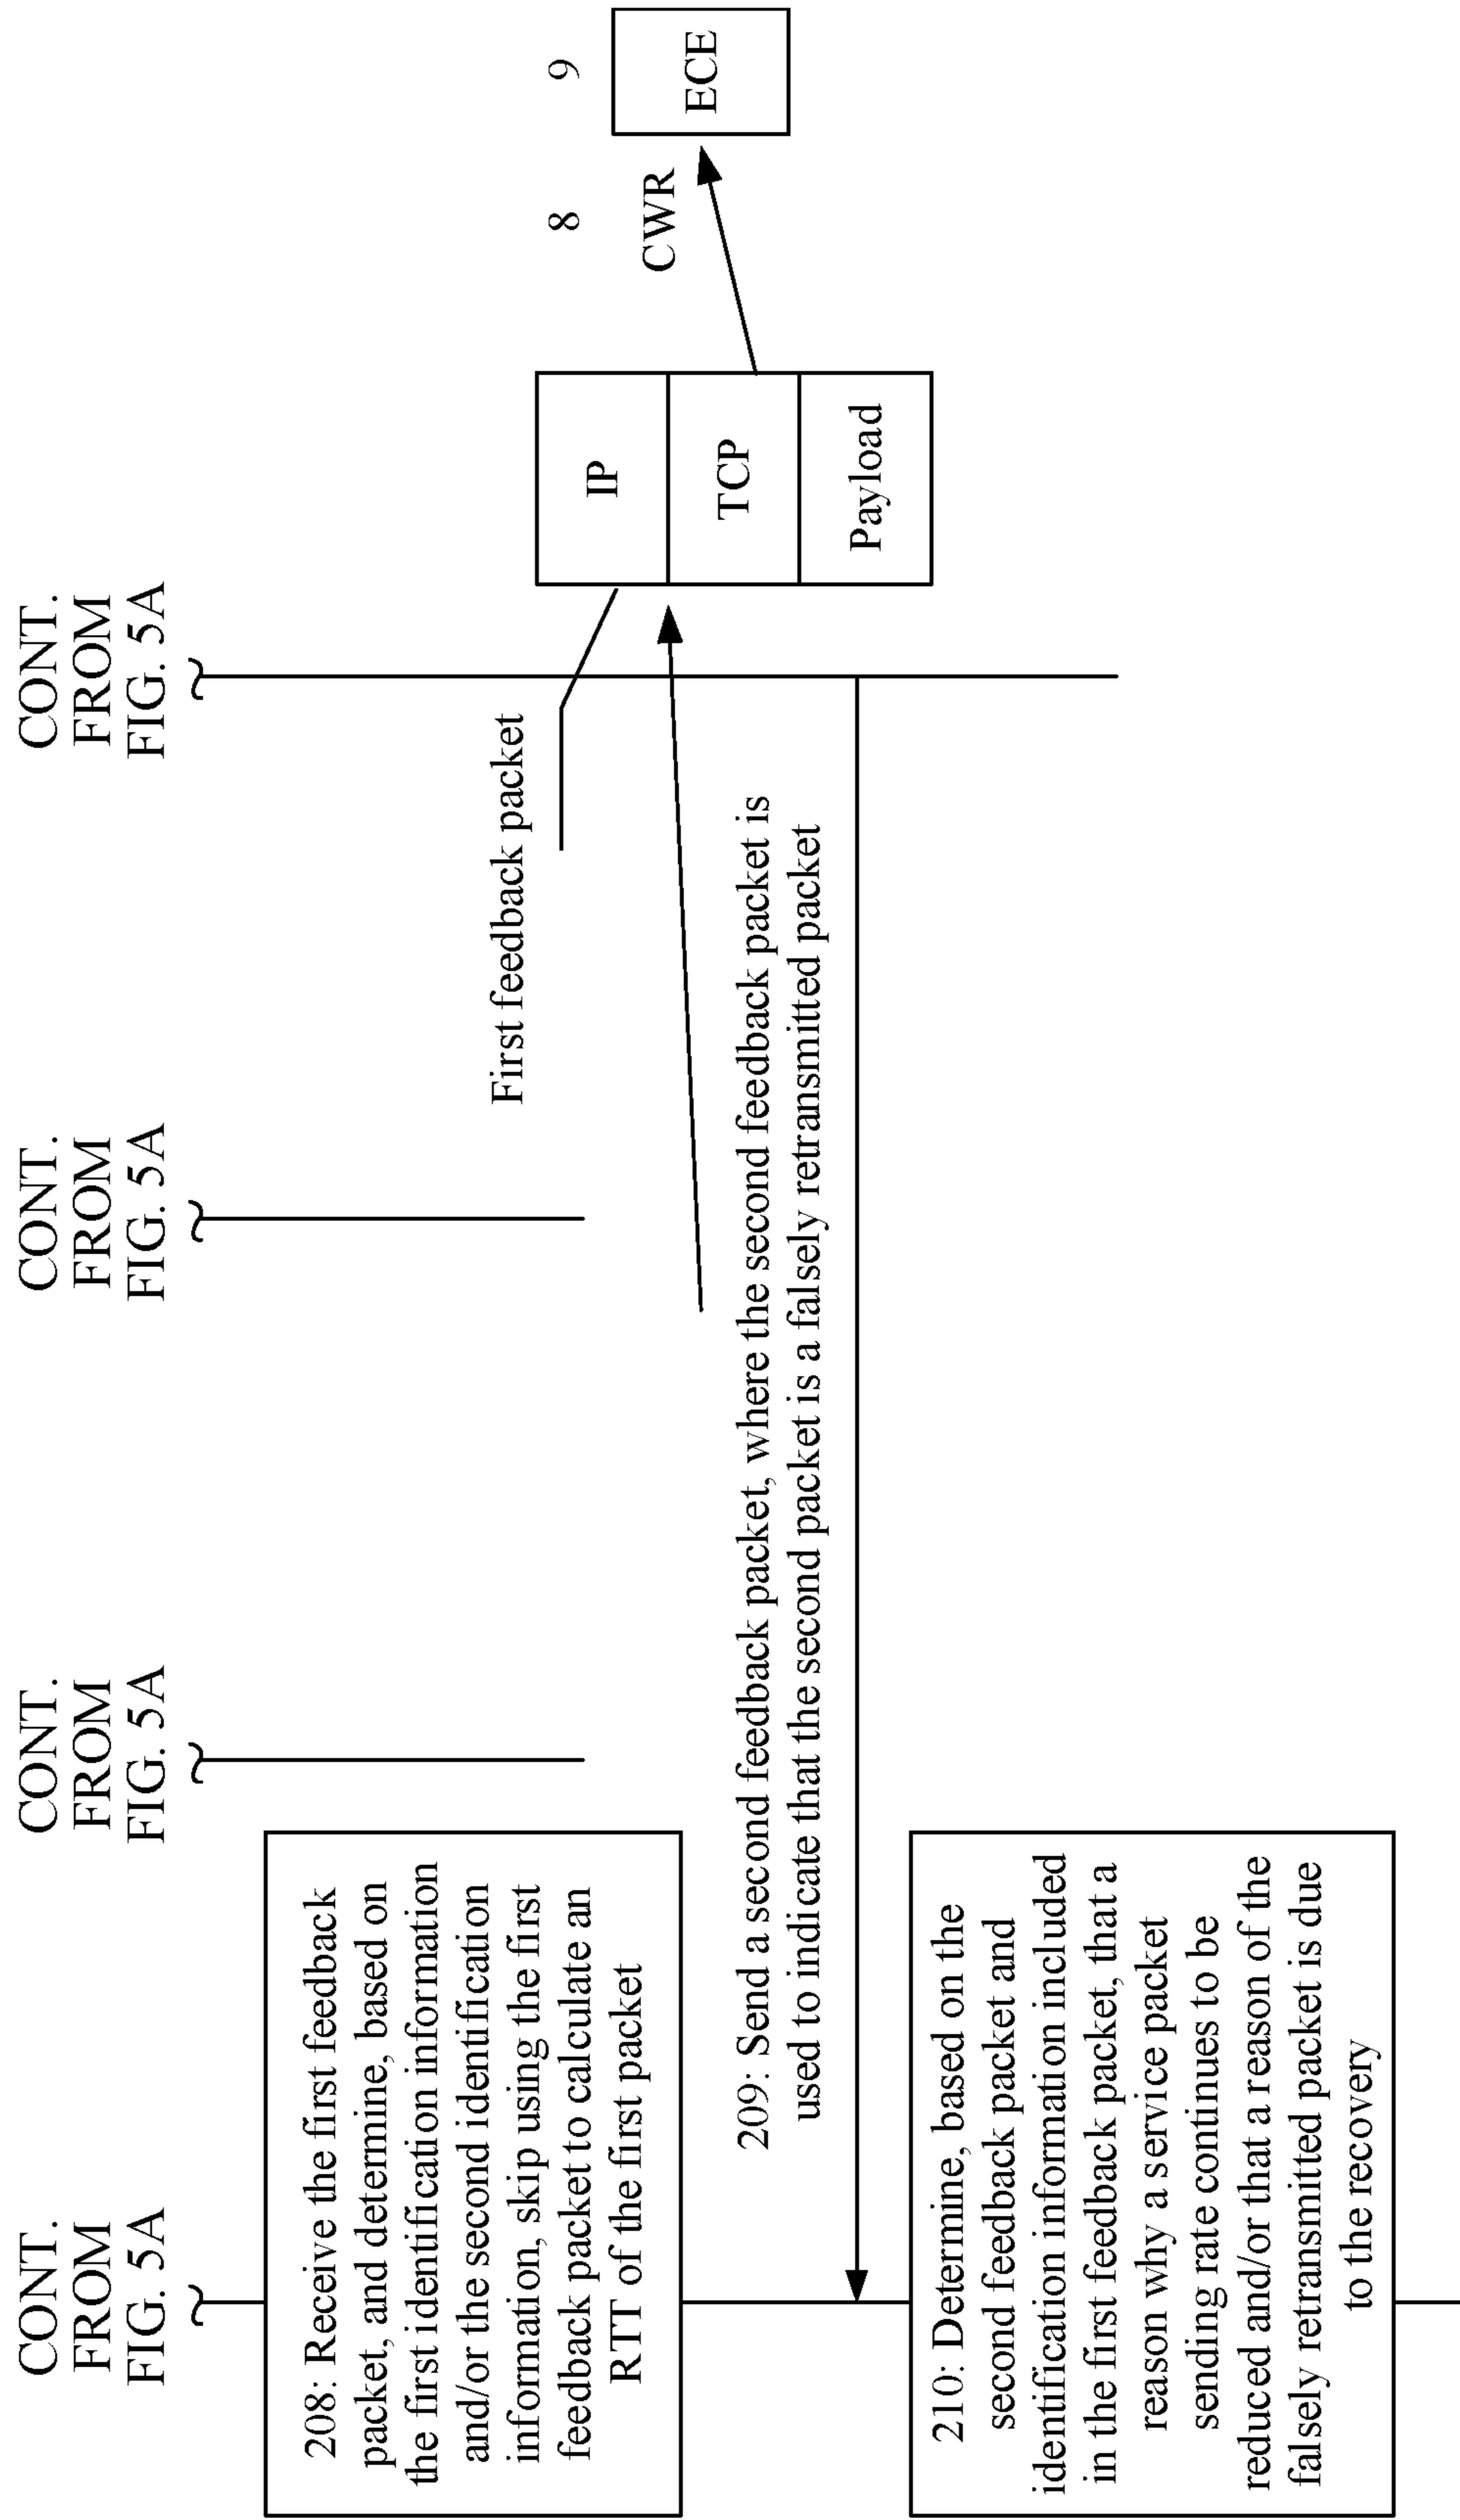 CONT.
FROM
FIG. 5A
CONT.
FROM
FIG. 5A
CONT.
FROM
FIG. 5A
CONT.
FROM
FIG. 5A
208: Receive the first feedback
packet, and determine, based on
the first identification information
and/or the second identification
information, skip using the first
feedback packet to calculate an
RTT of the first packet
First feedback packet
IP
TCP
Payload
8
9
CWR
ECE
209: Send a second feedback packet, where the second feedback packet is
used to indicate that the second packet is a falsely retransmitted packet
210: Determine, based on the
second feedback packet and
identification information included
in the first feedback packet, that a
reason why a service packet
sending rate continues to be
reduced and/or that a reason of the
falsely retransmitted packet is due
to the recovery